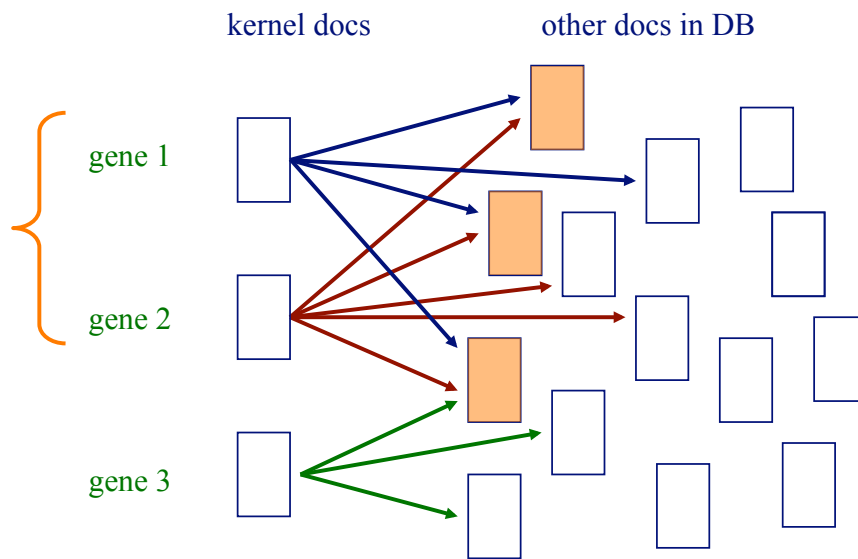 kernel docs
other docs in DB
gene 1
gene 2
gene 3